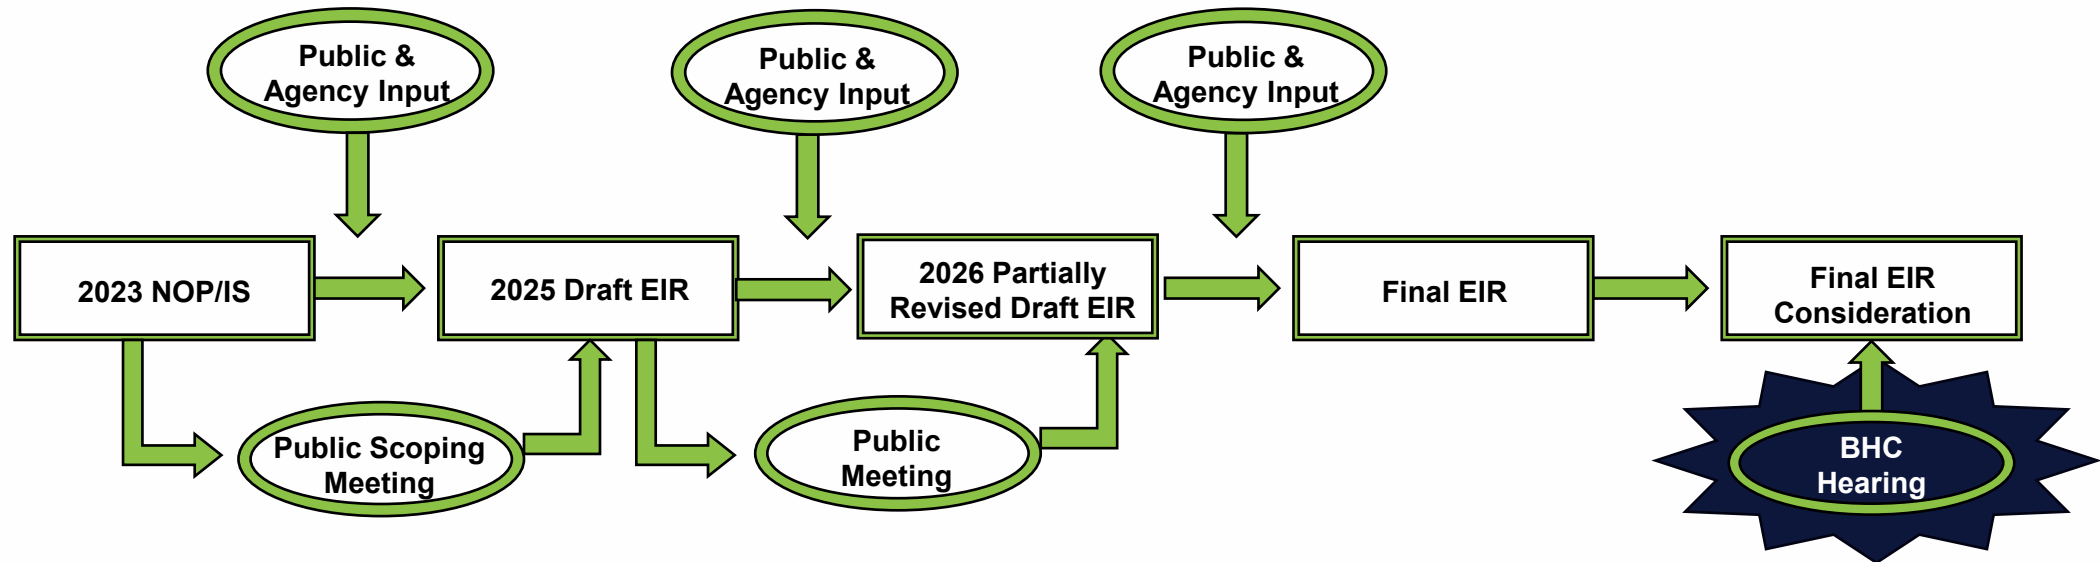 Public &
Agency Input
Public &
Agency Input
Public &
Agency Input
2023 NOP/IS
2025 Draft EIR
2026 Partially
Revised Draft EIR
Final EIR
Final EIR
Consideration
Public Scoping
Meeting
Public
Meeting
BHC
Hearing